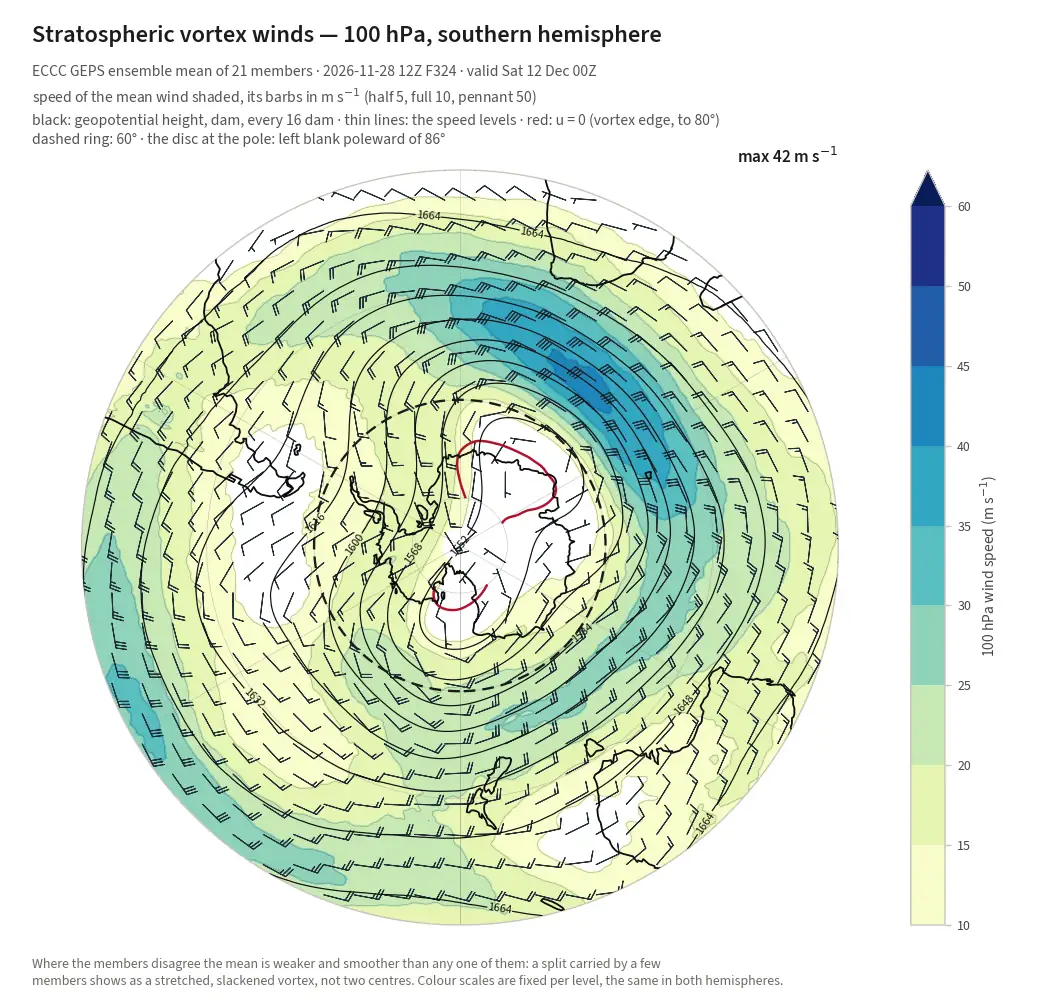 Stratospheric vortex winds — 100 hPa, southern hemisphere
ECCC GEPS ensemble mean of 21 members · 2026-11-28 12Z F324 · valid Sat 12 Dec 00Z
speed of the mean wind shaded, its barbs in m s⁻¹ (half 5, full 10, pennant 50)
black: geopotential height, dam, every 16 dam · thin lines: the speed levels · red: u = 0 (vortex edge, to 80°)
dashed ring: 60° · the disc at the pole: left blank poleward of 86°
max 42 m s⁻¹
1664
1664
1616
1600
1568
1632
1648
1664
1664
60
50
45
40
35
30
25
20
15
10
100 hPa wind speed (m s⁻¹)
Where the members disagree the mean is weaker and smoother than any one of them: a split carried by a few
members shows as a stretched, slackened vortex, not two centres. Colour scales are fixed per level, the same in both hemispheres.